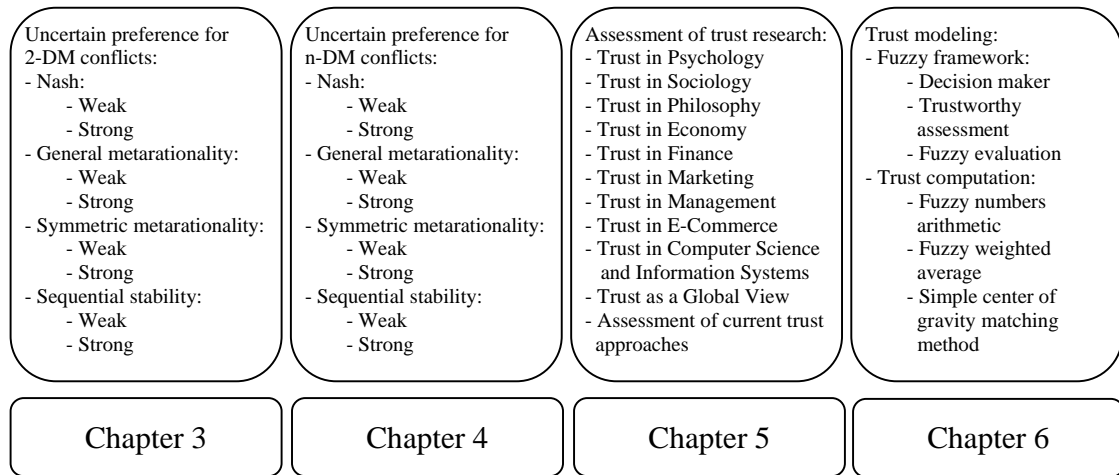 Uncertain preference for
2-DM conflicts:
- Nash:
- Weak
- Strong
- General metarationality:
- Weak
- Strong
- Symmetric metarationality:
- Weak
- Strong
- Sequential stability:
- Weak
- Strong
Chapter 3
Uncertain preference for
n-DM conflicts:
- Nash:
- Weak
- Strong
- General metarationality:
- Weak
- Strong
- Symmetric metarationality:
- Weak
- Strong
- Sequential stability:
- Weak
- Strong
Chapter 4
Assessment of trust research:
- Trust in Psychology
- Trust in Sociology
- Trust in Philosophy
- Trust in Economy
- Trust in Finance
- Trust in Marketing
- Trust in Management
- Trust in E-Commerce
- Trust in Computer Science
and Information Systems
- Trust as a Global View
- Assessment of current trust
approaches
Chapter 5
Trust modeling:
- Fuzzy framework:
- Decision maker
- Trustworthy
assessment
- Fuzzy evaluation
- Trust computation:
- Fuzzy numbers
arithmetic
- Fuzzy weighted
average
- Simple center of
gravity matching
method
Chapter 6